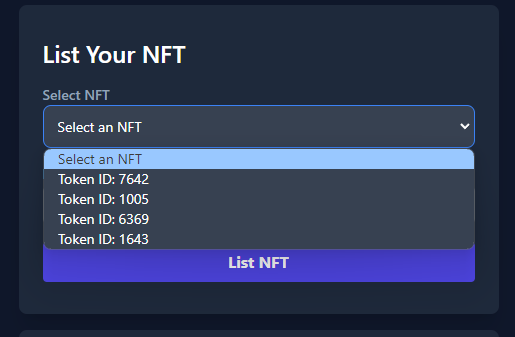 List Your NFT
Select NFT
Select an NFT
Select an NFT
Token ID: 7642
Token ID: 1005
Token ID: 6369
Token ID: 1643
List NFT